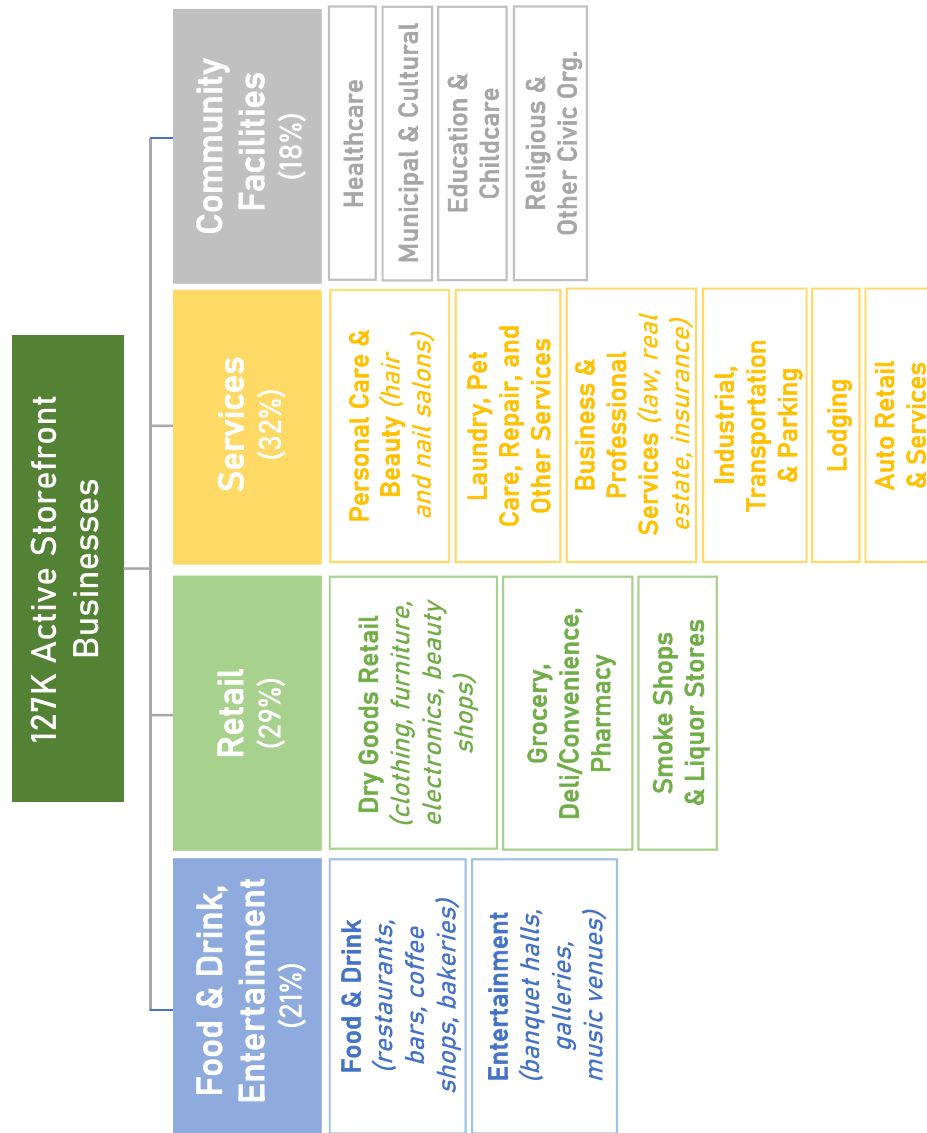 127K Active Storefront
Businesses
Food & Drink,
Entertainment
(21%)
Food & Drink
(restaurants,
bars, coffee
shops, bakeries)
Entertainment
(banquet halls,
galleries,
music venues)
Retail
(29%)
Dry Goods Retail
(clothing, furniture,
electronics, beauty
shops)
Grocery,
Deli/Convenience,
Pharmacy
Smoke Shops
& Liquor Stores
Services
(32%)
Personal Care &
Beauty (hair
and nail salons)
Laundry, Pet
Care, Repair, and
Other Services
Business &
Professional
Services (law, real
estate, insurance)
Industrial,
Transportation
& Parking
Lodging
Auto Retail
& Services
Community
Facilities
(18%)
Healthcare
Municipal & Cultural
Education &
Childcare
Religious &
Other Civic Org.